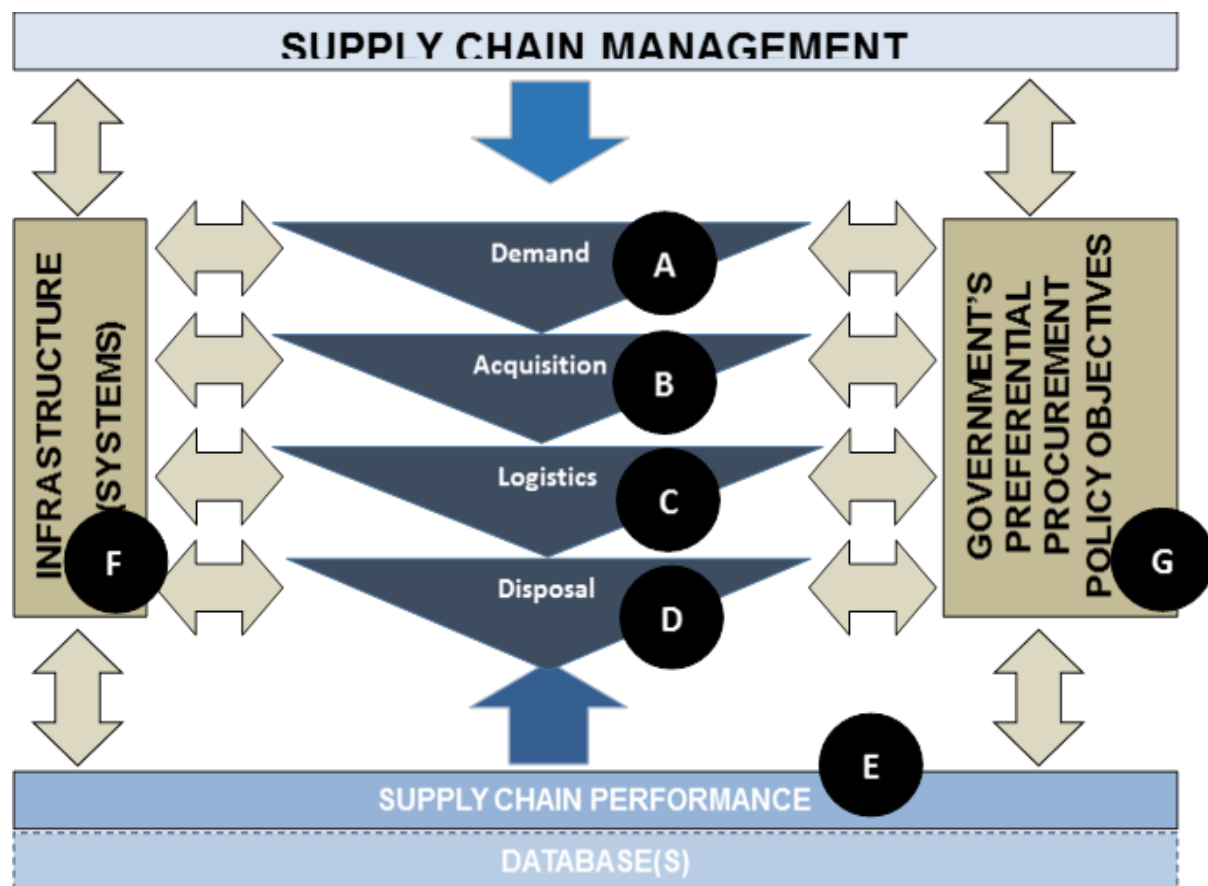 SUPPLY CHAIN MANAGEMENT
INFRASTRUCTURE
(SYSTEMS)
F
Demand
A
Acquisition
B
Logistics
C
Disposal
D
GOVERNMENT'S
PREFERENTIAL
PROCUREMENT
POLICY OBJECTIVES
G
E
SUPPLY CHAIN PERFORMANCE
DATABASE(S)